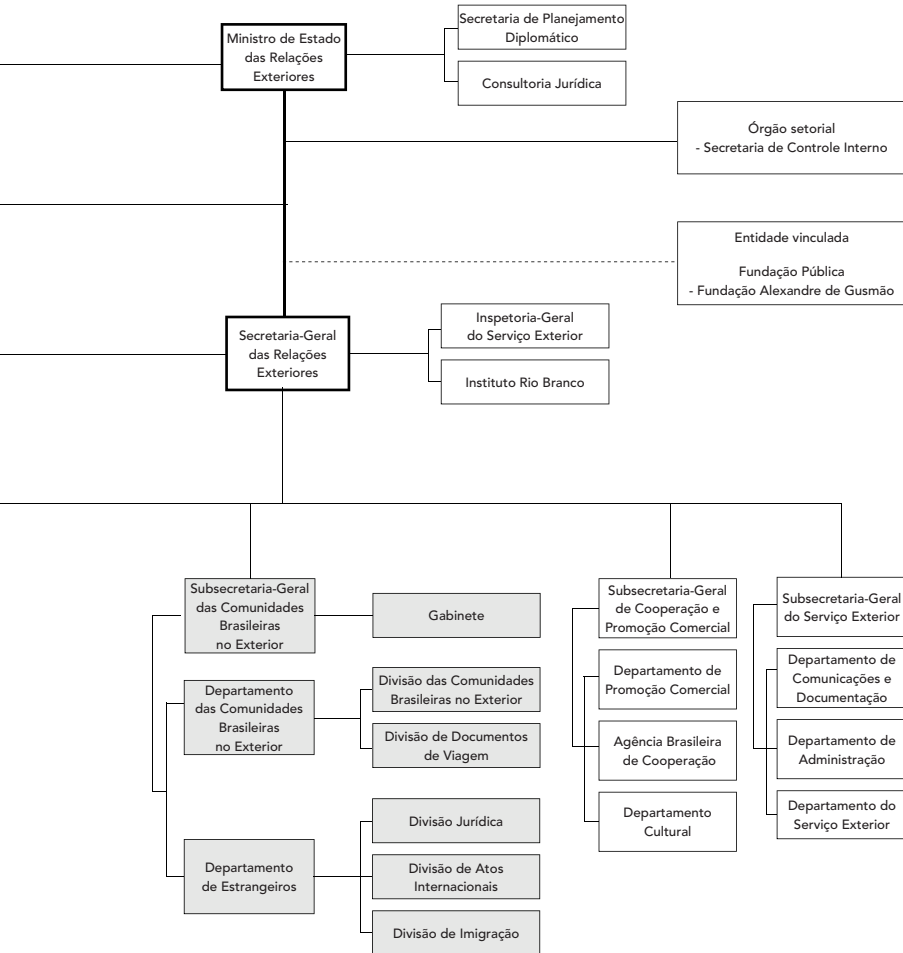 Ministro de Estado
das Relações
Exteriores
Secretaria de Planejamento
Diplomático
Consultoria Jurídica
Órgão setorial
- Secretaria de Controle Interno
Entidade vinculada
Fundação Pública
- Fundação Alexandre de Gusmão
Secretaria-Geral
das Relações
Exteriores
Inspetoria-Geral
do Serviço Exterior
Instituto Rio Branco
Subsecretaria-Geral
das Comunidades
Brasileiras
no Exterior
Gabinete
Departamento
das Comunidades
Brasileiras
no Exterior
Divisão das Comunidades
Brasileiras no Exterior
Divisão de Documentos
de Viagem
Departamento
de Estrangeiros
Divisão Jurídica
Divisão de Atos
Internacionais
Divisão de Imigração
Subsecretaria-Geral
de Cooperação e
Promoção Comercial
Departamento de
Promoção Comercial
Agência Brasileira
de Cooperação
Departamento
Cultural
Subsecretaria-Geral
do Serviço Exterior
Departamento de
Comunicações e
Documentação
Departamento de
Administração
Departamento do
Serviço Exterior